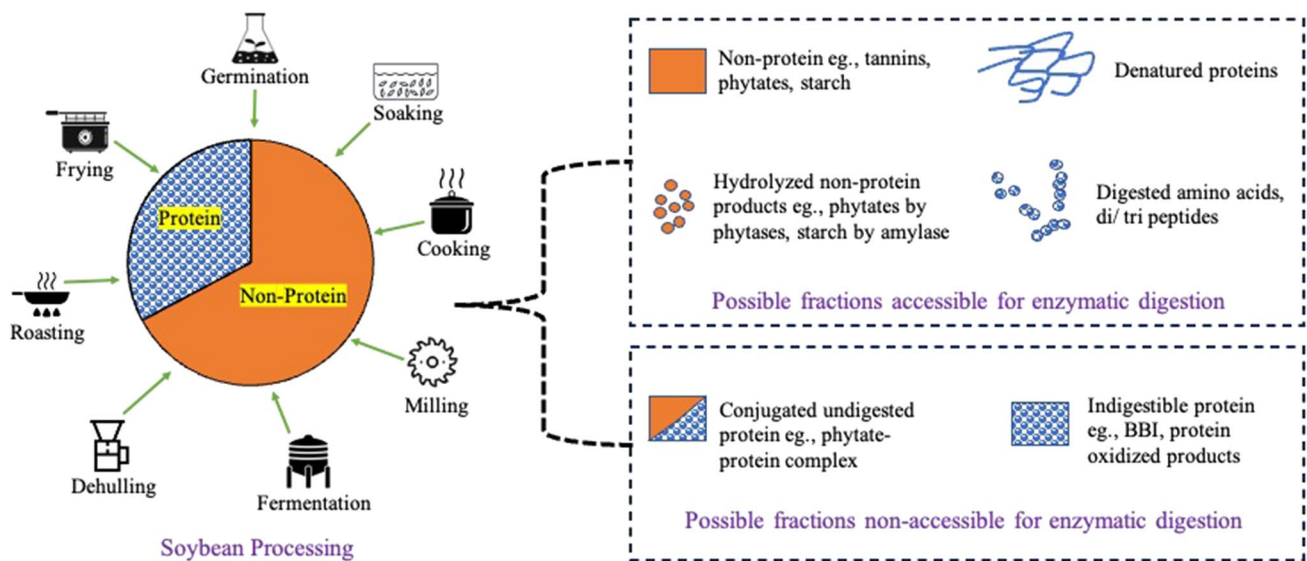 Germination
Soaking
Frying
Cooking
Protein
Non-Protein
Roasting
Milling
Dehulling
Fermentation
Soybean Processing
Non-protein eg., tannins,
phytates, starch
Denatured proteins
Hydrolyzed non-protein
products eg., phytates by
phytases, starch by amylase
Digested amino acids,
di/ tri peptides
Possible fractions accessible for enzymatic digestion
Conjugated undigested
protein eg., phytate-
protein complex
Indigestible protein
eg., BBI, protein
oxidized products
Possible fractions non-accessible for enzymatic digestion